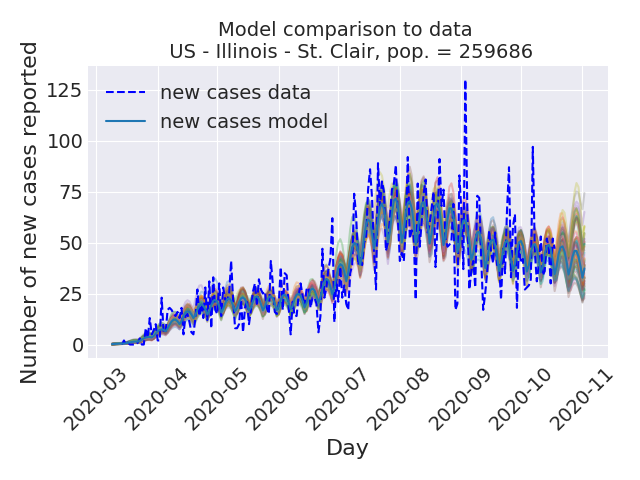 Model comparison to data
US - Illinois - St. Clair, pop. = 259686
Number of new cases reported
125
100
75
50
25
0
new cases data
new cases model
2020-03
2020-04
2020-05
2020-06
2020-07
2020-08
2020-09
2020-10
2020-11
Day